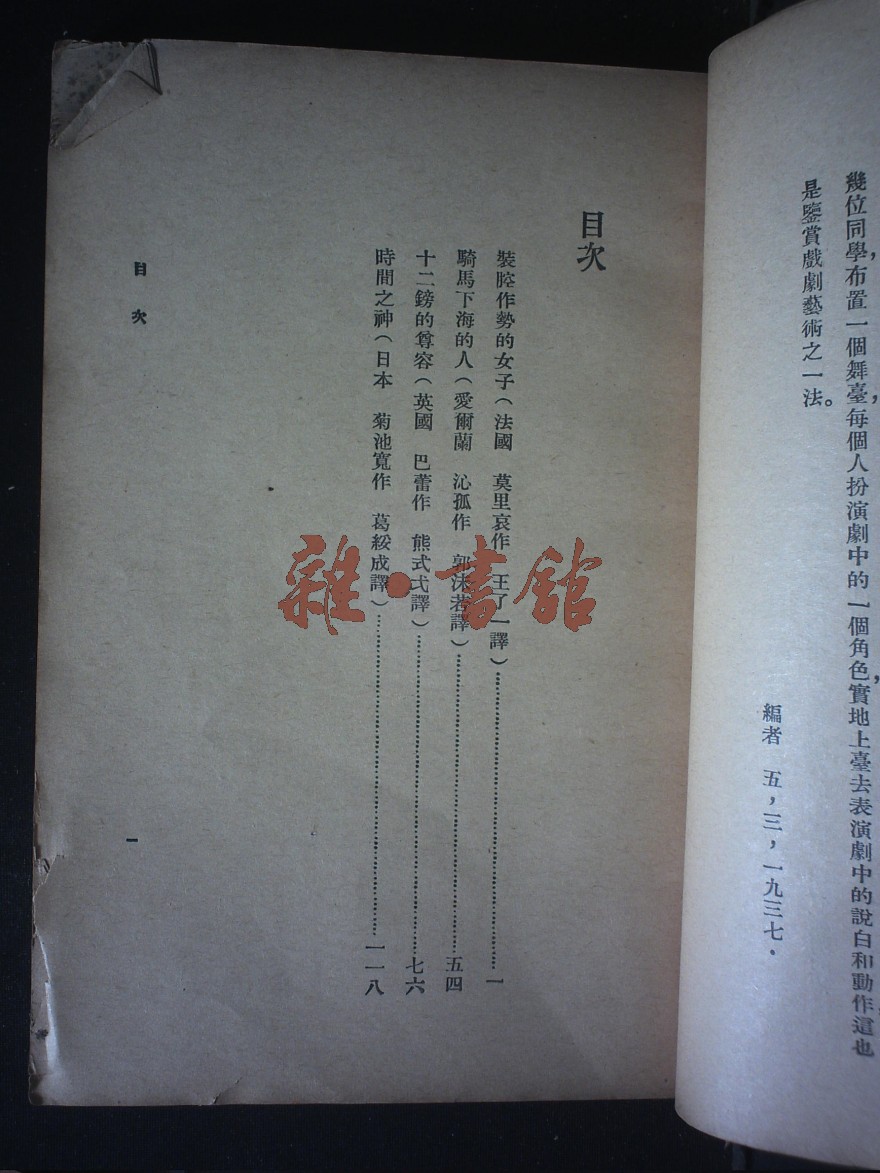 幾位同學，布置一個舞臺，每個人扮演劇中的一個角色，實地上臺去表演劇中的說白和動作，這也
是鑒賞戲劇藝術之一法。
編者　五，三，一九三七．
目次
裝腔作勢的女子（法國　莫里哀作　王了一譯）……一
騎馬下海的人（愛爾蘭　沁孤作　郭沫若譯）……五四
十二鎊的尊容（英國　巴蕾作　熊式弌譯）……七六
時間之神（日本　菊池寬作　葛綏成譯）……一一八
目次
一
雜·書館